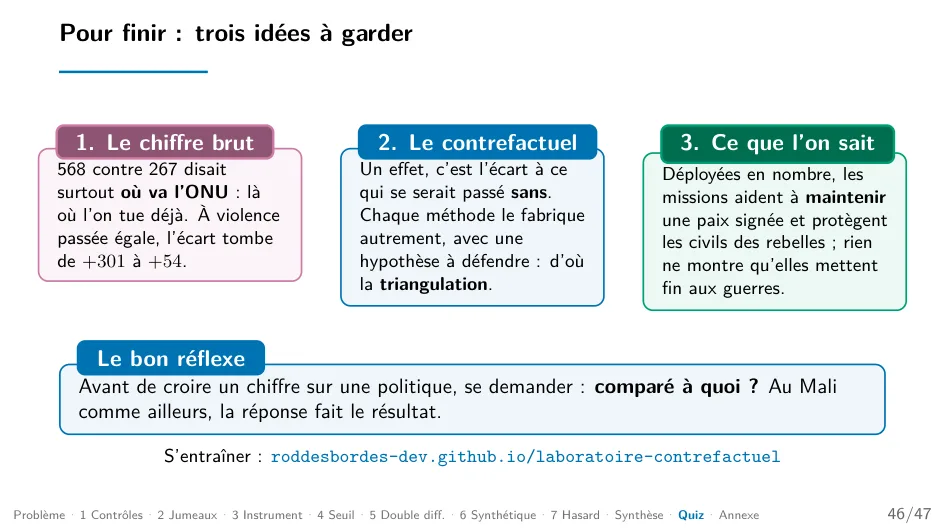 Pour finir : trois idées à garder
1. Le chiffre brut
568 contre 267 disait
surtout où va l'ONU : là
où l'on tue déjà. À violence
passée égale, l'écart tombe
de +301 à +54.
2. Le contrefactuel
Un effet, c'est l'écart à ce
qui se serait passé sans.
Chaque méthode le fabrique
autrement, avec une
hypothèse à défendre : d'où
la triangulation.
3. Ce que l'on sait
Déployées en nombre, les
missions aident à maintenir
une paix signée et protègent
les civils des rebelles ; rien
ne montre qu'elles mettent
fin aux guerres.
Le bon réflexe
Avant de croire un chiffre sur une politique, se demander : comparé à quoi ? Au Mali
comme ailleurs, la réponse fait le résultat.
S'entraîner : roddesbordes-dev.github.io/laboratoire-contrefactuel
Problème · 1 Contrôles · 2 Jumeaux · 3 Instrument · 4 Seuil · 5 Double diff. · 6 Synthétique · 7 Hasard · Synthèse · Quiz · Annexe
46/47